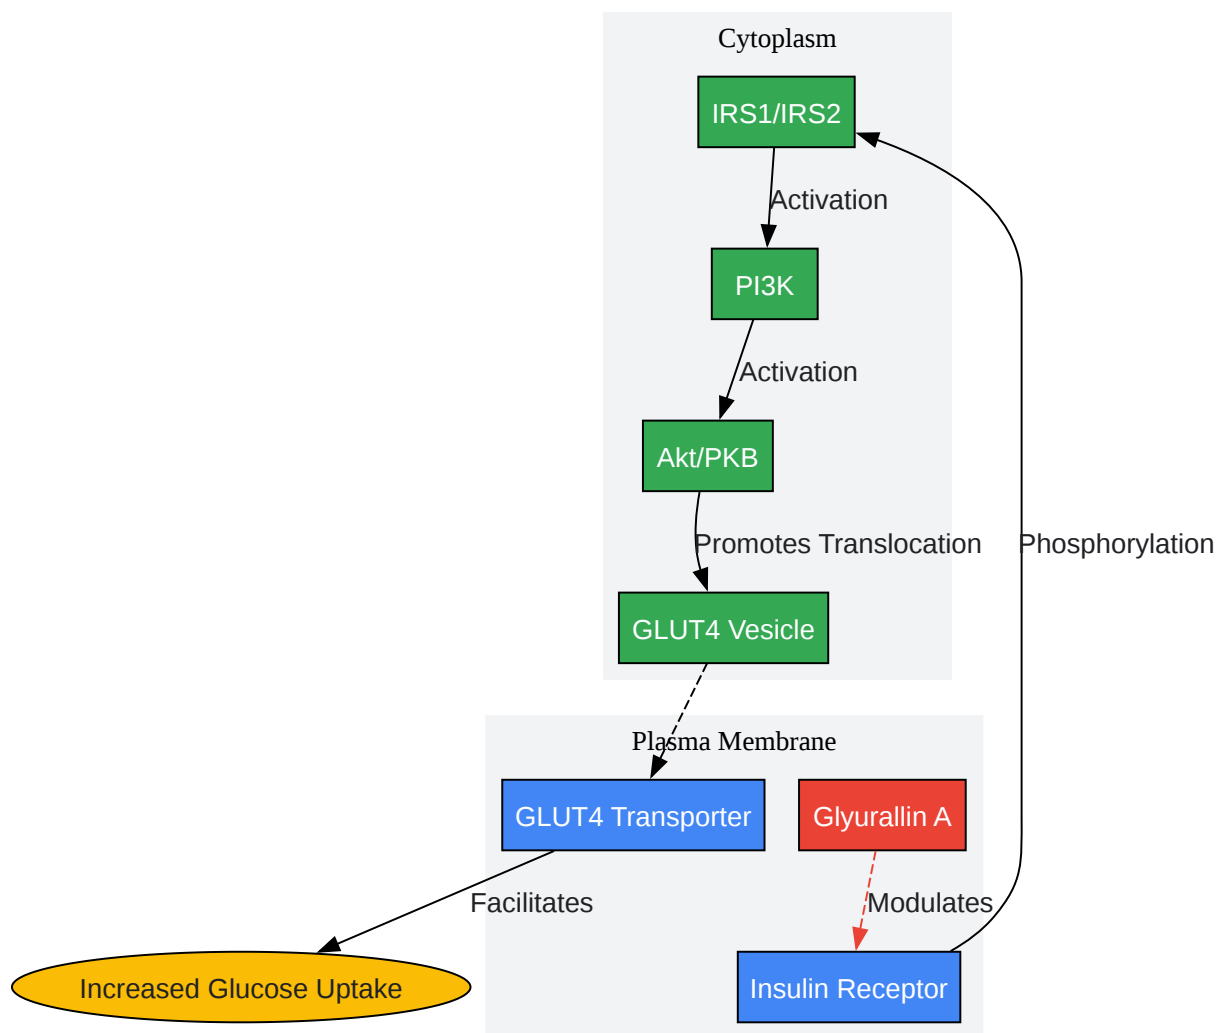 Cytoplasm
IRS1/IRS2
Activation
PI3K
Activation
Akt/PKB
Promotes Translocation
Phosphorylation
GLUT4 Vesicle
Plasma Membrane
GLUT4 Transporter
Glyurallin A
Facilitates
Modulates
Increased Glucose Uptake
Insulin Receptor